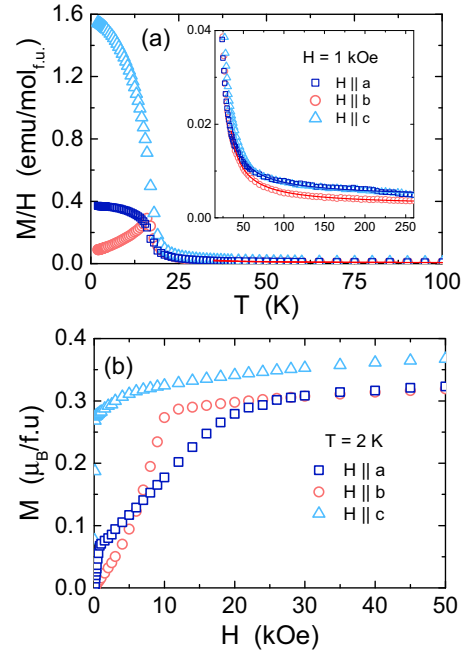 (a)
H = 1 kOe
H || a
H || b
H || c
0.04
0.02
0.00
50 100 150 200 250
1.6
1.2
0.8
0.4
0.0
M/H (emu/mol_f.u.)
0 25 50 75 100
T (K)
(b)
T = 2 K
H || a
H || b
H || c
0.4
0.3
0.2
0.1
0.0
M (μ_B/f.u)
0 10 20 30 40 50
H (kOe)